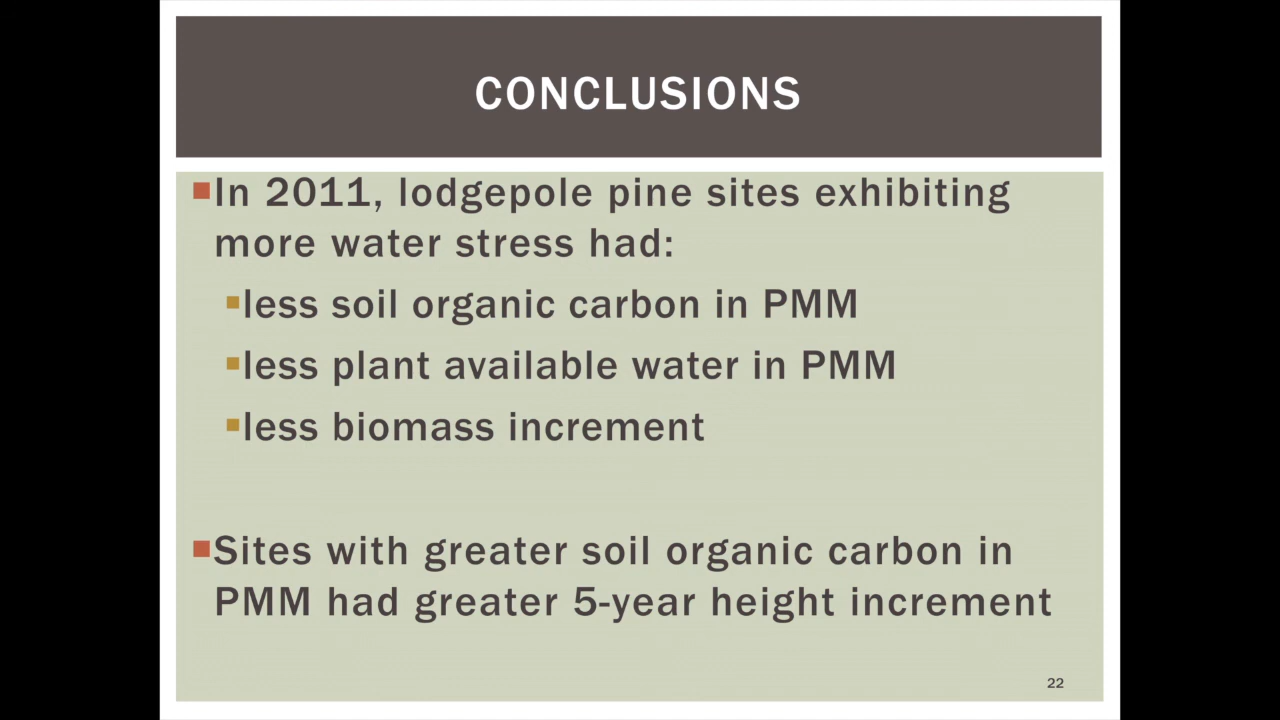 CONCLUSIONS
In 2011, lodgepole pine sites exhibiting
more water stress had:
less soil organic carbon in PMM
less plant available water in PMM
less biomass increment
Sites with greater soil organic carbon in
PMM had greater 5-year height increment
22